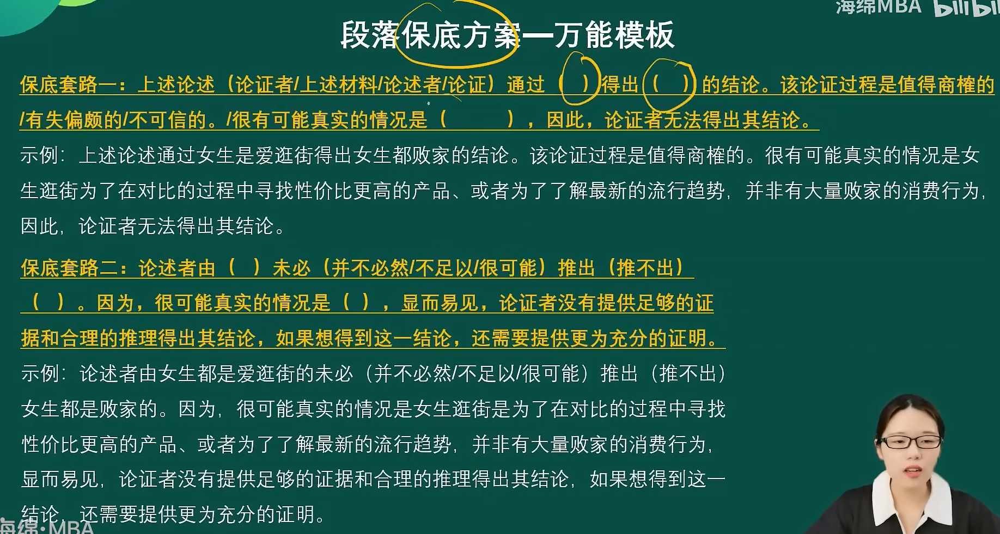 海绵MBA bilibili
段落保底方案—万能模板
保底套路一：上述论述（论证者/上述材料/论述者/论证）通过（ ）得出（ ）的结论。该论证过程是值得商榷的
/有失偏颇的/不可信的。/很有可能真实的情况是（ ），因此，论证者无法得出其结论。
示例：上述论述通过女生是爱逛街得出女生都败家的结论。该论证过程是值得商榷的。很有可能真实的情况是女
生逛街为了在对比的过程中寻找性价比更高的产品、或者为了了解最新的流行趋势，并非有大量败家的消费行为，
因此，论证者无法得出其结论。
保底套路二：论述者由（ ）未必（并不必然/不足以/很可能）推出（推不出）
（ ）。因为，很可能真实的情况是（ ），显而易见，论证者没有提供足够的证
据和合理的推理得出其结论，如果想得到这一结论，还需要提供更为充分的证明。
示例：论述者由女生都是爱逛街的未必（并不必然/不足以/很可能）推出（推不出）
女生都是败家的。因为，很可能真实的情况是女生逛街是为了在对比的过程中寻找
性价比更高的产品、或者为了了解最新的流行趋势，并非有大量败家的消费行为，
显而易见，论证者没有提供足够的证据和合理的推理得出其结论，如果想得到这一
结论，还需要提供更为充分的证明。
海绵·MBA